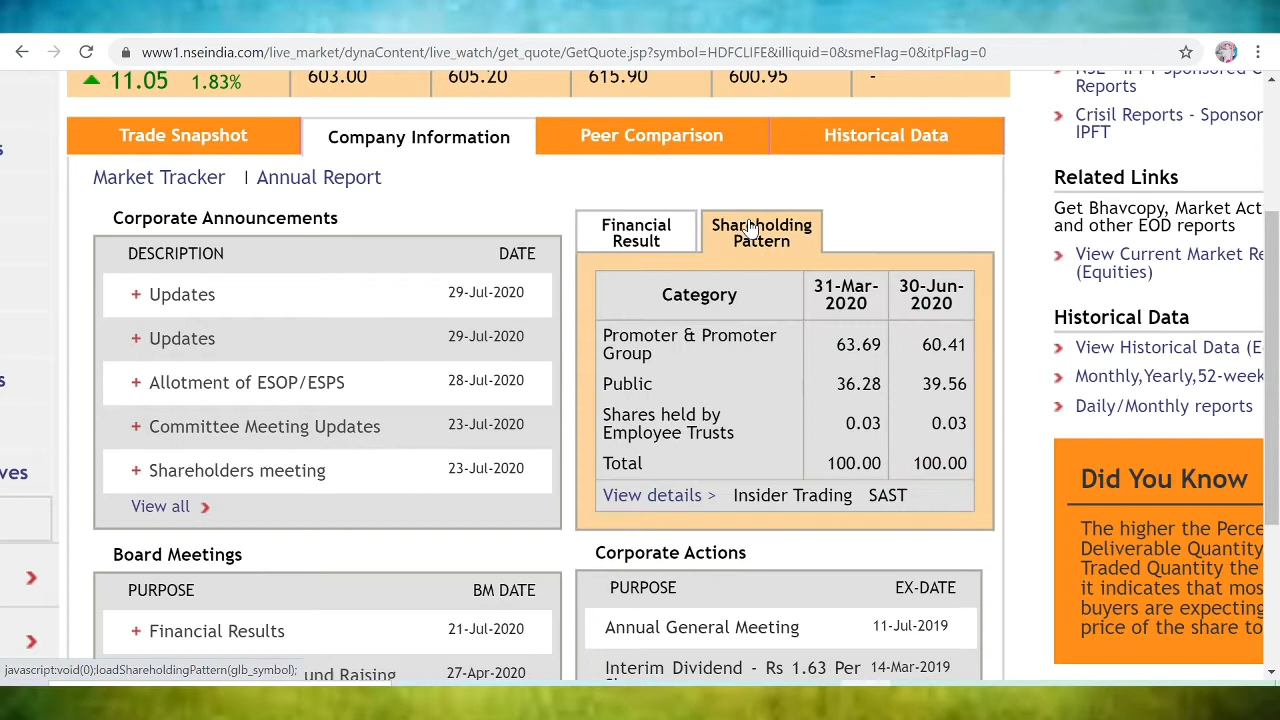 www1.nseindia.com/live_market/dynaContent/live_watch/get_quote/GetQuote.jsp?symbol=HDFCLIFE&illiquid=0&smeFlag=0&itpFlag=0
11.05 1.83% 603.00 605.20 615.90 600.95 -
Trade Snapshot Company Information Peer Comparison Historical Data
Market Tracker | Annual Report
Corporate Announcements
DESCRIPTION DATE
+ Updates 29-Jul-2020
+ Updates 29-Jul-2020
+ Allotment of ESOP/ESPS 28-Jul-2020
+ Committee Meeting Updates 23-Jul-2020
+ Shareholders meeting 23-Jul-2020
View all
Financial
Result
Shareholding
Pattern
Category 31-Mar-2020 30-Jun-2020
Promoter & Promoter
Group 63.69 60.41
Public 36.28 39.56
Shares held by
Employee Trusts 0.03 0.03
Total 100.00 100.00
View details > Insider Trading SAST
Board Meetings
PURPOSE BM DATE
+ Financial Results 21-Jul-2020
und Raising 27-Apr-2020
Corporate Actions
PURPOSE EX-DATE
Annual General Meeting 11-Jul-2019
Interim Dividend - Rs 1.63 Per 14-Mar-2019
NSE - IPFT Sponsored C
Reports
Crisil Reports - Sponsor
IPFT
Related Links
Get Bhavcopy, Market Act
and other EOD reports
View Current Market Re
(Equities)
Historical Data
View Historical Data (E
Monthly,Yearly,52-week
Daily/Monthly reports
Did You Know
The higher the Perce
Deliverable Quantity
Traded Quantity the
it indicates that mos
buyers are expecting
price of the share to
ves
javascript:void(0);loadShareholdingPattern(glb_symbol);